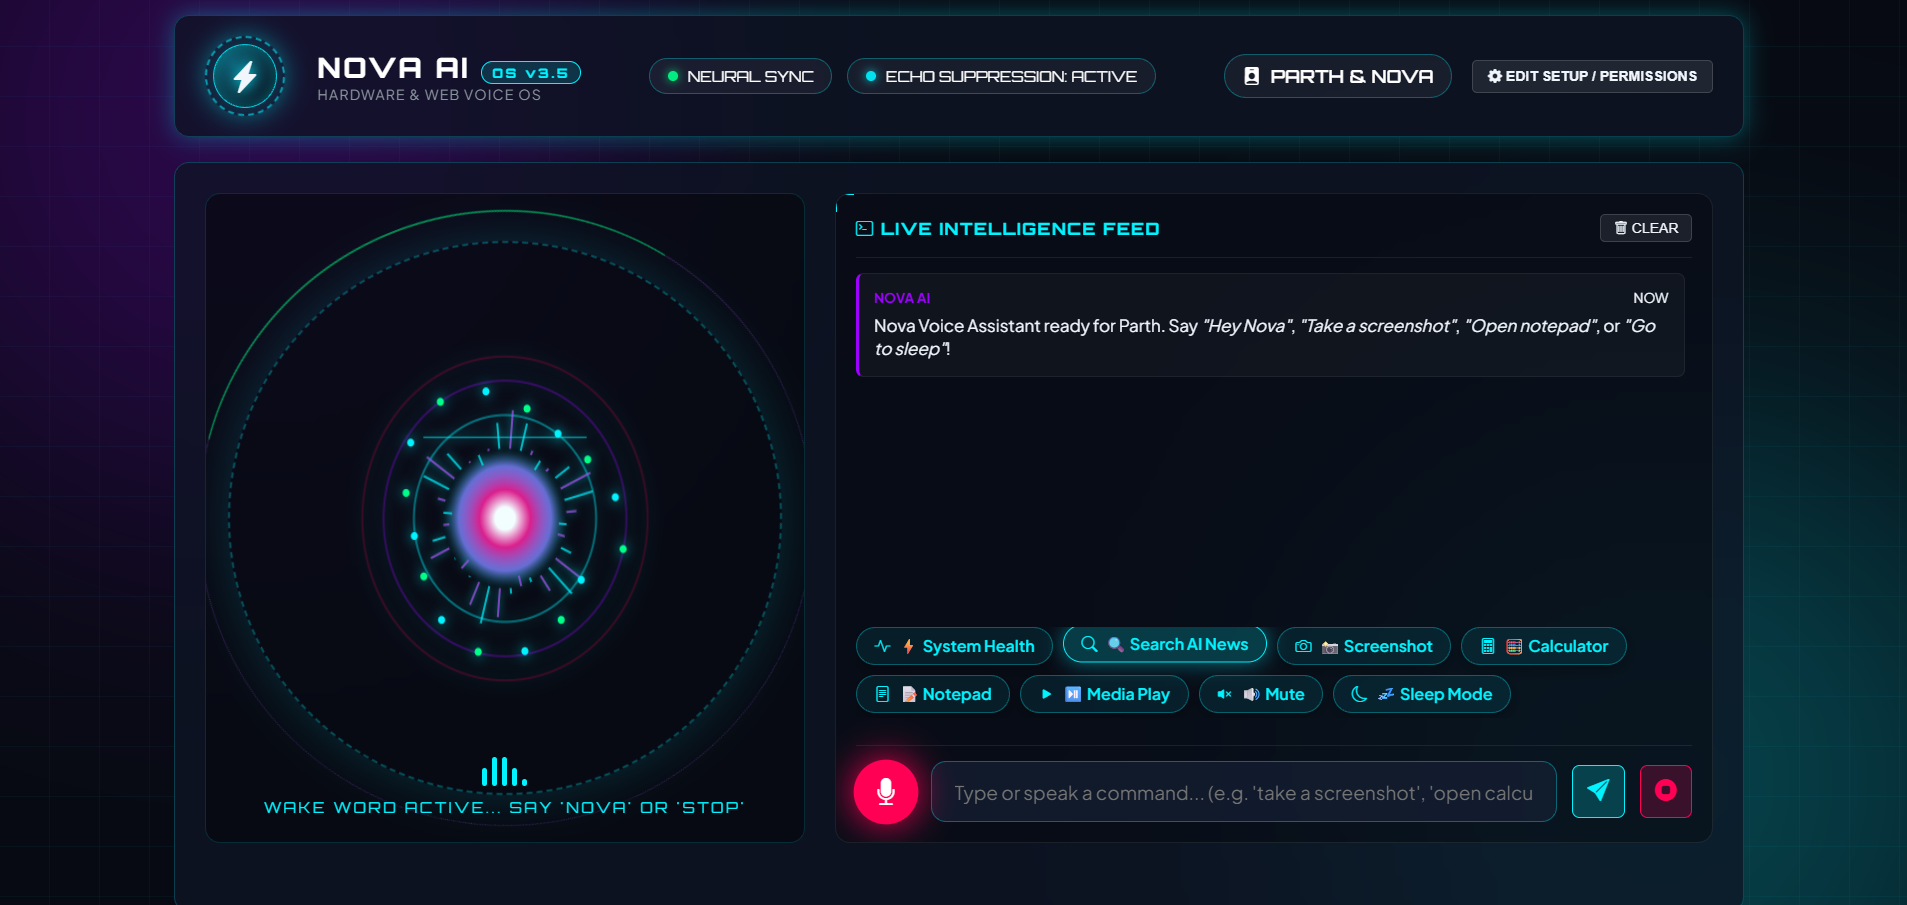 NOVA AI OS v3.5
HARDWARE & WEB VOICE OS
NEURAL SYNC
ECHO SUPPRESSION: ACTIVE
PARTH & NOVA
EDIT SETUP / PERMISSIONS
WAKE WORD ACTIVE... SAY 'NOVA' OR 'STOP'
LIVE INTELLIGENCE FEED
CLEAR
NOVA AI
NOW
Nova Voice Assistant ready for Parth. Say "Hey Nova", "Take a screenshot", "Open notepad", or "Go
to sleep"!
System Health
Search AI News
Screenshot
Calculator
Notepad
Media Play
Mute
Sleep Mode
Type or speak a command... (e.g. 'take a screenshot', 'open calcu